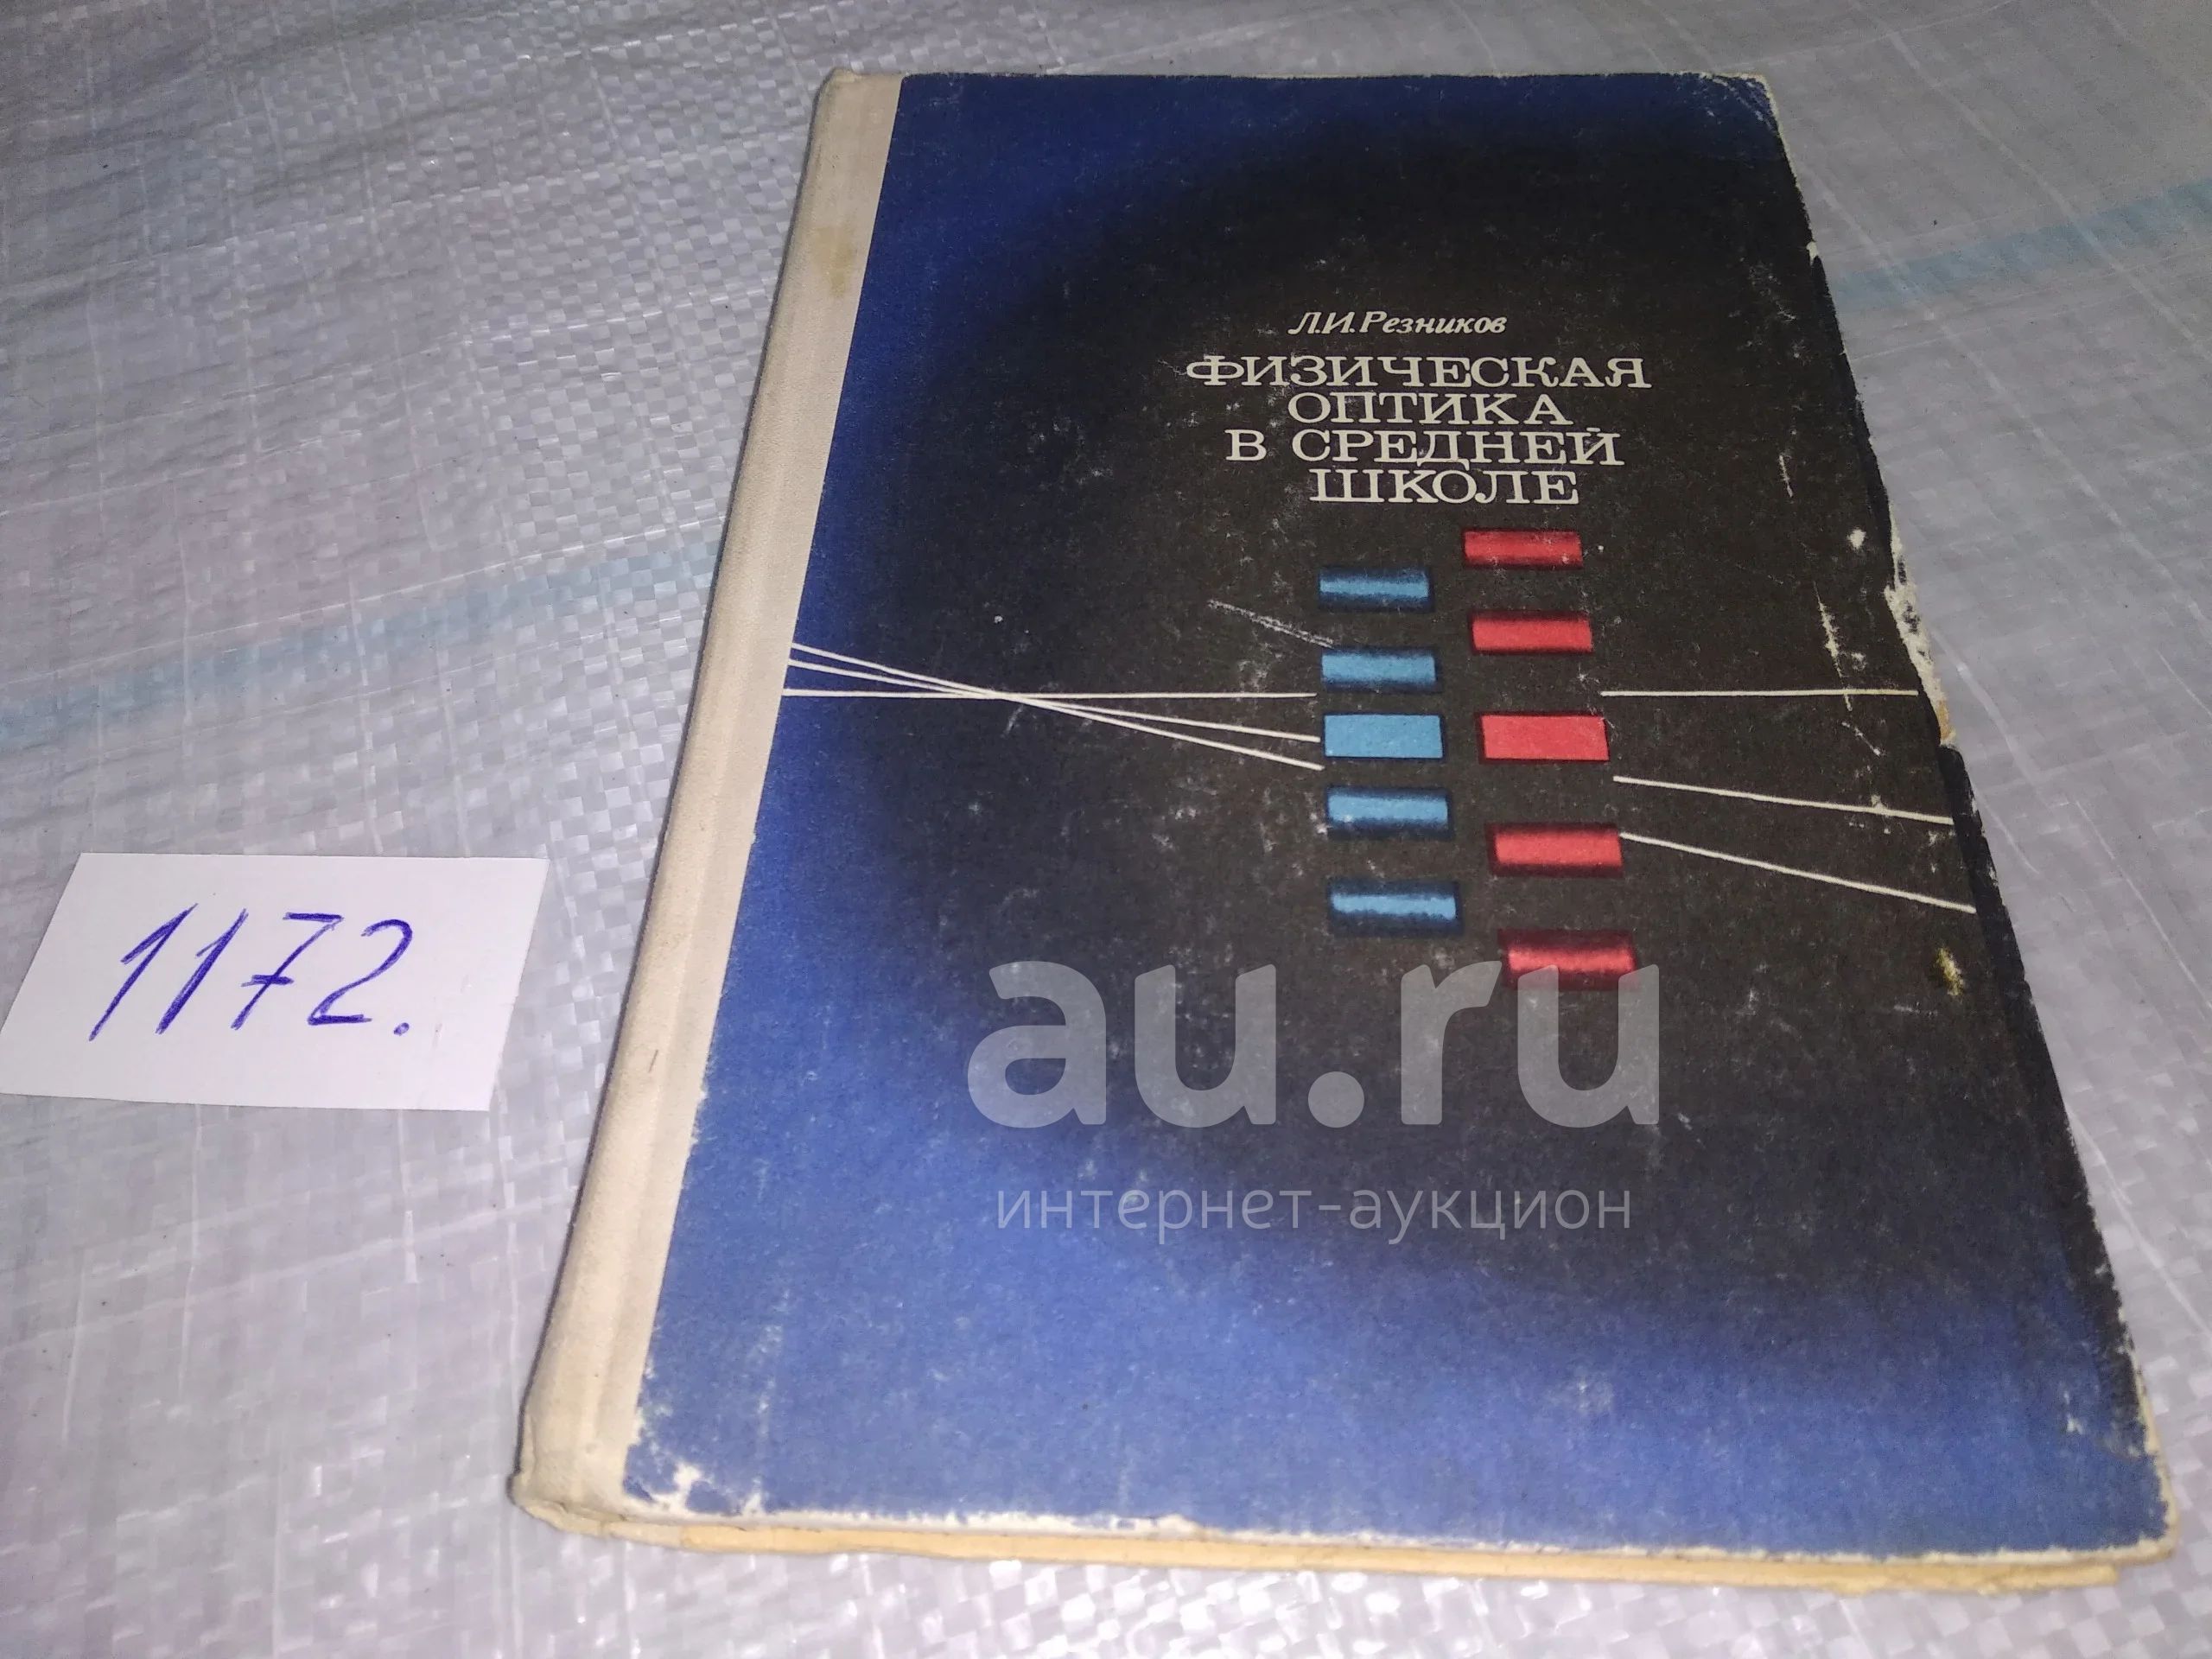 Л.И.Резников
ФИЗИЧЕСКАЯ
ОПТИКА
В СРЕДНЕЙ
ШКОЛЕ
1172.
au.ru
интернет-аукцион